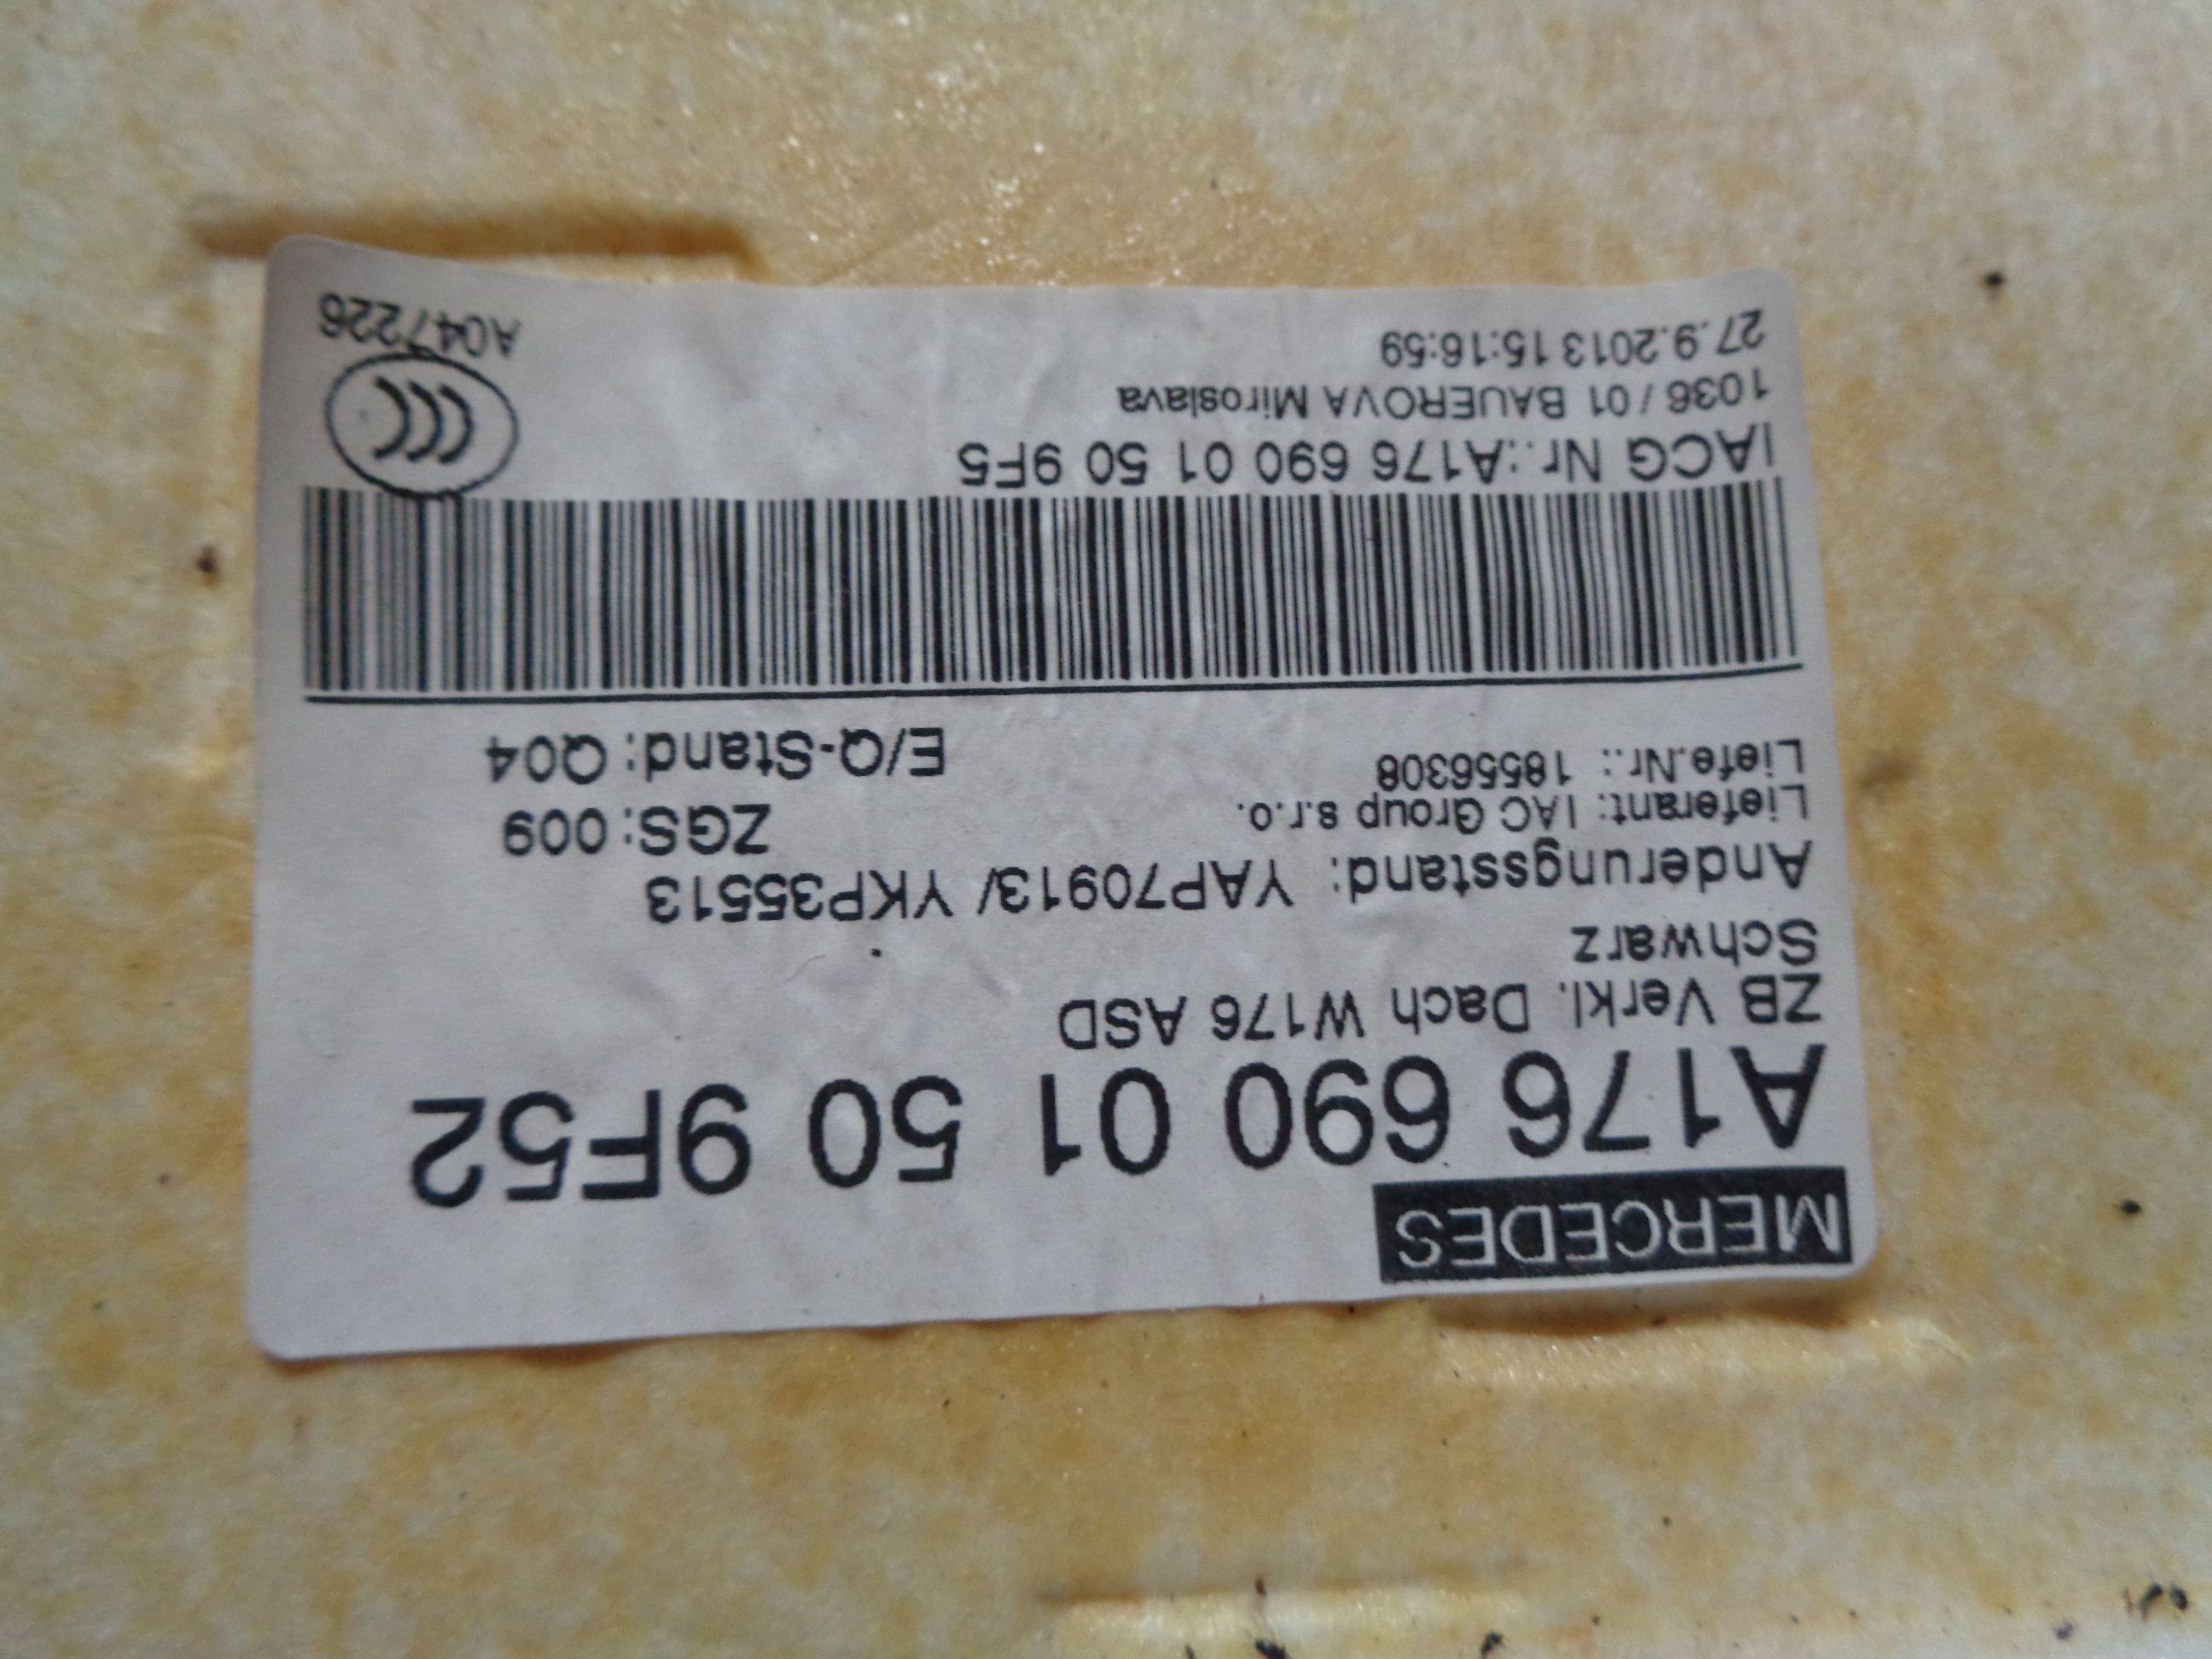 MERCEDES
A176 690 01 50 9F52
ZB Verkl. Dach W176 ASD
Schwarz
Anderungsstand: YAP70913/ YKP35513
Lieferant: IAC Group s.r.o.
ZGS: 009
Liefe.Nr.: 18556308
E/Q-Stand: Q04
IACG Nr.:A176 690 01 50 9F5
1036 / 01 BAUEROVA Miroslava
27.9.2013 15:16:59
CCC
A047226